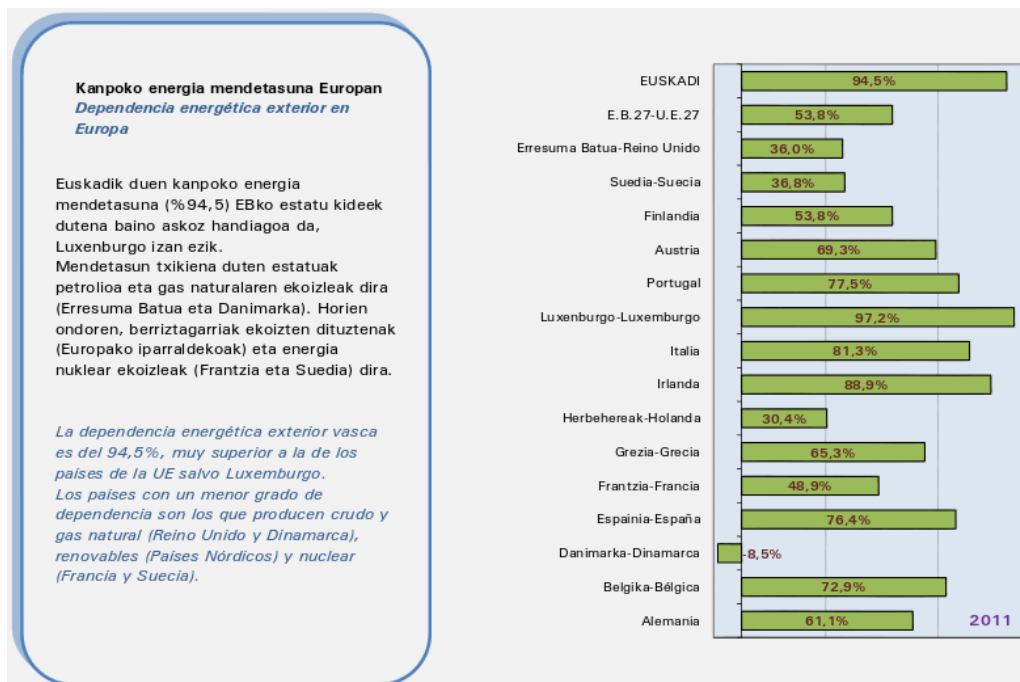 Kanpoko energia mendetasuna Europan
Dependencia energética exterior en
Europa
Euskadik duen kanpoko energia
mendetasuna (%94,5) EBko estatu kideek
dutena baino askoz handiagoa da,
Luxenburgo izan ezik.
Mendetasun txikiena duten estatuak
petrolioa eta gas naturalaren ekoizleak dira
(Erresuma Batua eta Danimarka). Horien
ondoren, berriztagarriak ekoizten dituztenak
(Europako iparraldekoak) eta energia
nuklear ekoizleak (Frantzia eta Suedia) dira.
La dependencia energética exterior vasca
es del 94,5%, muy superior a la de los
países de la UE salvo Luxemburgo.
Los países con un menor grado de
dependencia son los que producen crudo y
gas natural (Reino Unido y Dinamarca),
renovables (Países Nórdicos) y nuclear
(Francia y Suecia).
EUSKADI 94,5%
E.B.27-U.E.27 53,8%
Erresuma Batua-Reino Unido 36,0%
Suedia-Suecia 36,8%
Finlandia 53,8%
Austria 69,3%
Portugal 77,5%
Luxenburgo-Luxemburgo 97,2%
Italia 81,3%
Irlanda 88,9%
Herbehereak-Holanda 30,4%
Grezia-Grecia 65,3%
Frantzia-Francia 48,9%
Espainia-España 76,4%
Danimarka-Dinamarca -8,5%
Belgika-Bélgica 72,9%
Alemania 61,1%
2011